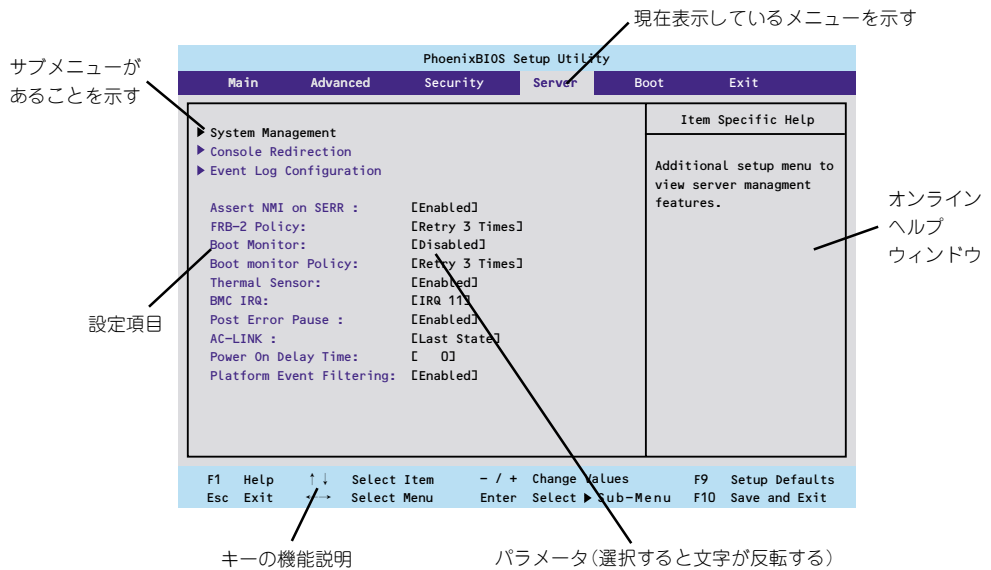 現在表示しているメニューを示す
サブメニューが
あることを示す
PhoenixBIOS Setup Utility
Main Advanced Security Server Boot Exit
▶ System Management
▶ Console Redirection
▶ Event Log Configuration
Assert NMI on SERR : [Enabled]
FRB-2 Policy: [Retry 3 Times]
Boot Monitor: [Disabled]
Boot monitor Policy: [Retry 3 Times]
Thermal Sensor: [Enabled]
BMC IRQ: [IRQ 11]
Post Error Pause : [Enabled]
AC-LINK : [Last State]
Power On Delay Time: [ 0]
Platform Event Filtering: [Enabled]
Item Specific Help
Additional setup menu to
view server managment
features.
オンライン
ヘルプ
ウィンドウ
設定項目
F1 Help ↑↓ Select Item - / + Change Values F9 Setup Defaults
Esc Exit ←→ Select Menu Enter Select ▶ Sub-Menu F10 Save and Exit
キーの機能説明
パラメータ(選択すると文字が反転する)